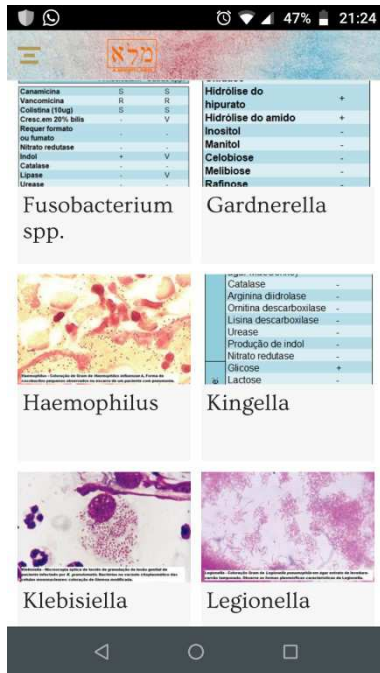 47% 21:24
מלא
Canamicina S S
Vancomicina R R
Colistina (10ug) S S
Cresc.em 20% bilis - V
Requer formato
ou fumato - -
Nitrato redutase - -
Indol + V
Catalase - -
Lipase - V
Urease
Fusobacterium
spp.
Hidrólise do
hipurato +
Hidrólise do amido +
Inositol -
Manitol -
Celobiose -
Melibiose -
Rafinose
Gardnerella
Haemophilus
Catalase -
Arginina diidrolase -
Ornitina descarboxilase -
Lisina descarboxilase -
Urease -
Produção de indol -
Nitrato redutase -
Glicose +
Lactose -
Kingella
Klebisiella
Legionella